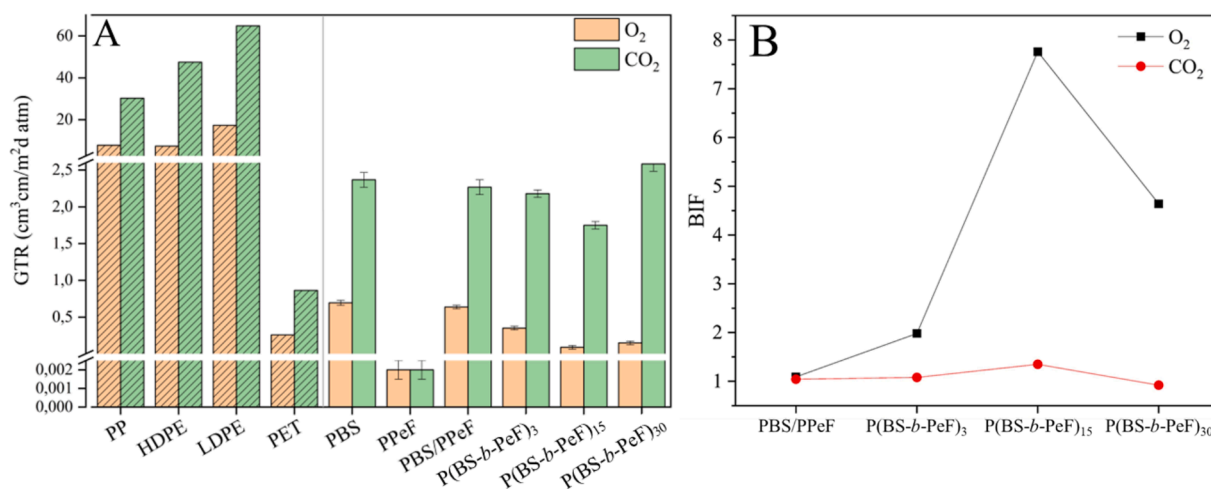 A
O₂
CO₂
60
40
20
2,5
2,0
1,5
1,0
0,5
0,002
0,001
0,000
GTR (cm³cm/m²d atm)
PP
HDPE
LDPE
PET
PBS
PPeF
PBS/PPeF
P(BS-b-PeF)₃
P(BS-b-PeF)₁₅
P(BS-b-PeF)₃₀
B
O₂
CO₂
8
7
6
5
4
3
2
1
BIF
PBS/PPeF
P(BS-b-PeF)₃
P(BS-b-PeF)₁₅
P(BS-b-PeF)₃₀